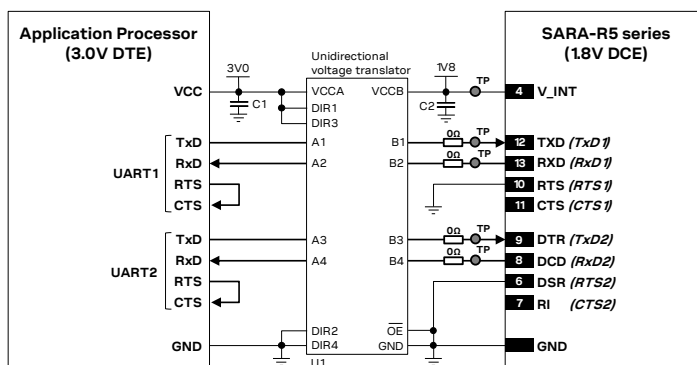 Application Processor
(3.0V DTE)
SARA-R5 series
(1.8V DCE)
Unidirectional
voltage translator
3V0
1V8
TP
VCC
VCCA
VCCB
4
V_INT
C1
C2
DIR1
DIR3
UART1
TxD
A1
B1
0Ω
TP
12
TXD (TxD1)
RxD
A2
B2
0Ω
TP
13
RXD (RxD1)
RTS
10
RTS (RTS1)
CTS
11
CTS (CTS1)
UART2
TxD
A3
B3
0Ω
TP
9
DTR (TxD2)
RxD
A4
B4
0Ω
TP
8
DCD (RxD2)
RTS
6
DSR (RTS2)
CTS
7
RI (CTS2)
DIR2
OE
GND
DIR4
GND
GND
U1